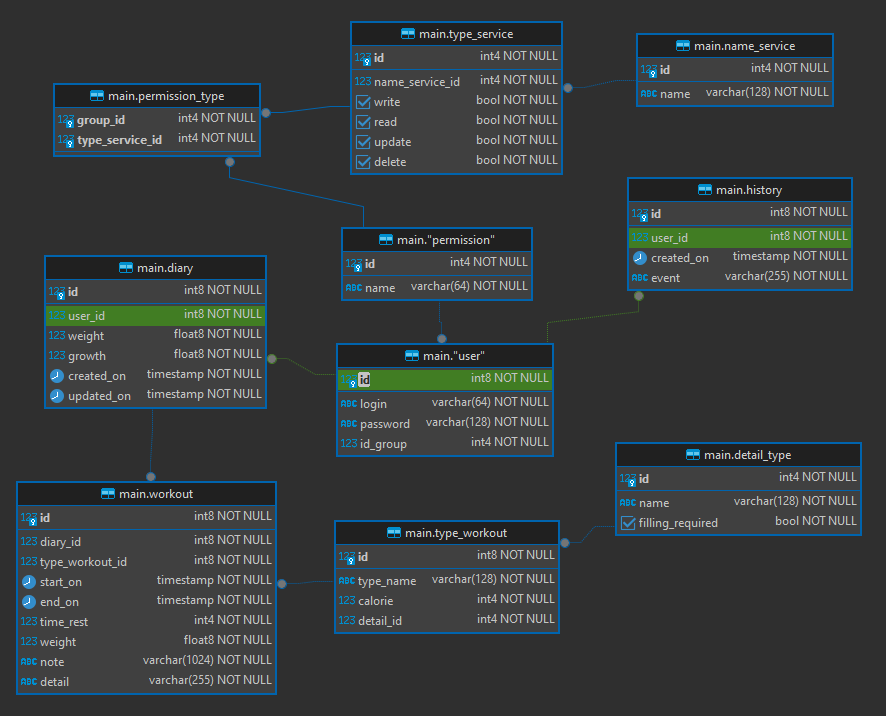 main.type_service
123 id int4 NOT NULL
123 name_service_id int4 NOT NULL
write bool NOT NULL
read bool NOT NULL
update bool NOT NULL
delete bool NOT NULL
main.name_service
123 id int4 NOT NULL
ABC name varchar(128) NOT NULL
main.permission_type
123 group_id int4 NOT NULL
123 type_service_id int4 NOT NULL
main.history
123 id int8 NOT NULL
123 user_id int8 NOT NULL
created_on timestamp NOT NULL
ABC event varchar(255) NOT NULL
main."permission"
123 id int4 NOT NULL
ABC name varchar(64) NOT NULL
main.diary
123 id int8 NOT NULL
123 user_id int8 NOT NULL
123 weight float8 NOT NULL
123 growth float8 NOT NULL
created_on timestamp NOT NULL
updated_on timestamp NOT NULL
main."user"
123 id int8 NOT NULL
ABC login varchar(64) NOT NULL
ABC password varchar(128) NOT NULL
123 id_group int4 NOT NULL
main.detail_type
123 id int4 NOT NULL
ABC name varchar(128) NOT NULL
filling_required bool NOT NULL
main.workout
123 id int8 NOT NULL
123 diary_id int8 NOT NULL
123 type_workout_id int8 NOT NULL
start_on timestamp NOT NULL
end_on timestamp NOT NULL
123 time_rest int4 NOT NULL
123 weight float8 NOT NULL
ABC note varchar(1024) NOT NULL
ABC detail varchar(255) NOT NULL
main.type_workout
123 id int8 NOT NULL
ABC type_name varchar(128) NOT NULL
123 calorie int4 NOT NULL
123 detail_id int4 NOT NULL